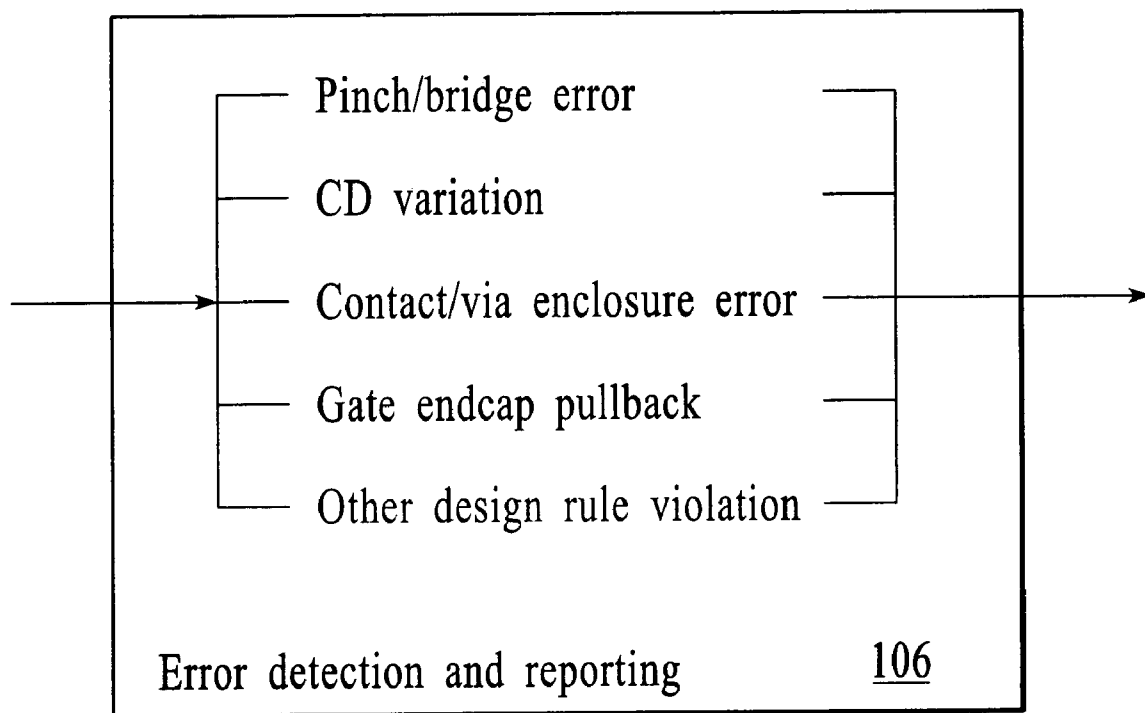 Pinch/bridge error
CD variation
Contact/via enclosure error
Gate endcap pullback
Other design rule violation
Error detection and reporting 106